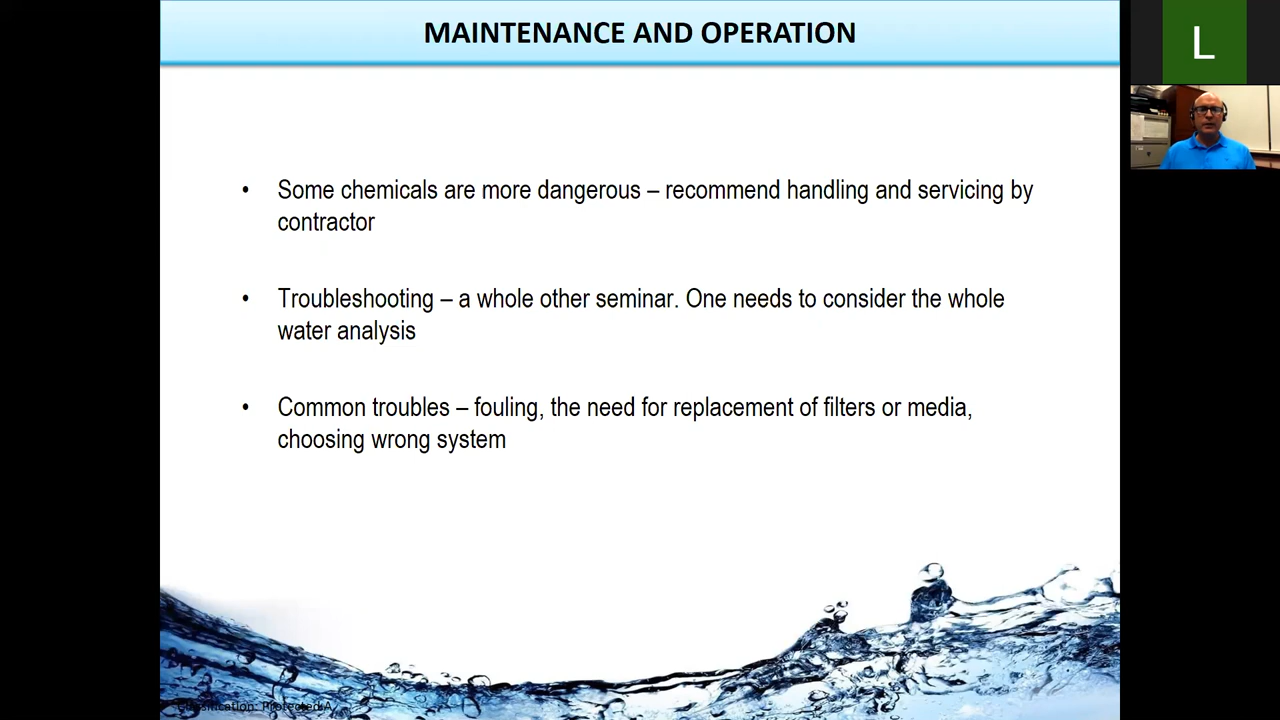 MAINTENANCE AND OPERATION
L
• Some chemicals are more dangerous – recommend handling and servicing by
contractor
• Troubleshooting – a whole other seminar. One needs to consider the whole
water analysis
• Common troubles – fouling, the need for replacement of filters or media,
choosing wrong system
Classification: Protected A